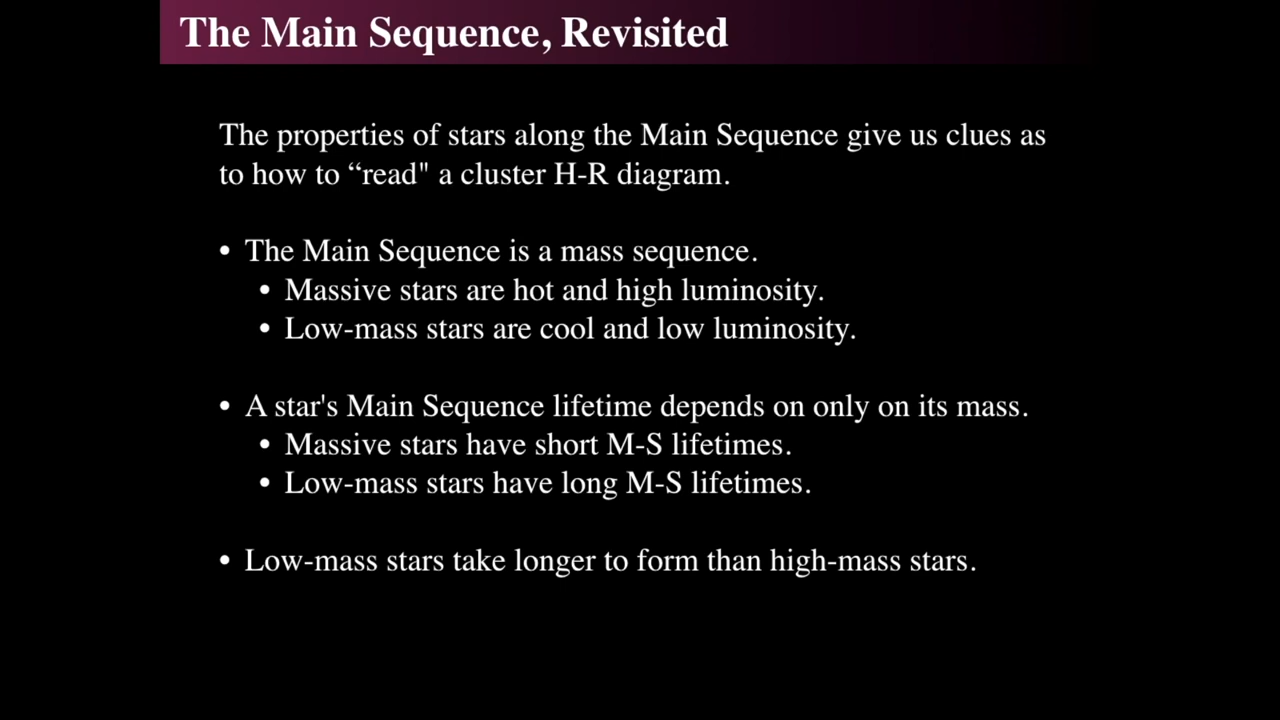 The Main Sequence, Revisited
The properties of stars along the Main Sequence give us clues as
to how to “read" a cluster H-R diagram.
• The Main Sequence is a mass sequence.
• Massive stars are hot and high luminosity.
• Low-mass stars are cool and low luminosity.
• A star's Main Sequence lifetime depends on only on its mass.
• Massive stars have short M-S lifetimes.
• Low-mass stars have long M-S lifetimes.
• Low-mass stars take longer to form than high-mass stars.